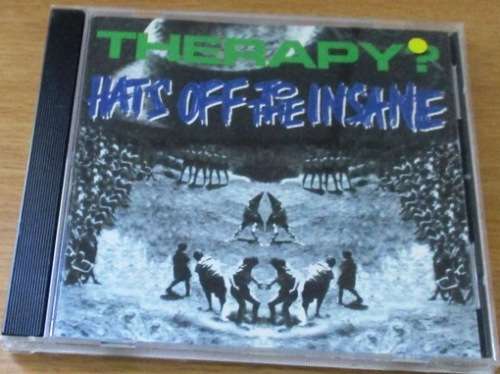 THERAPY?
HATS OFF TO THE INSANE